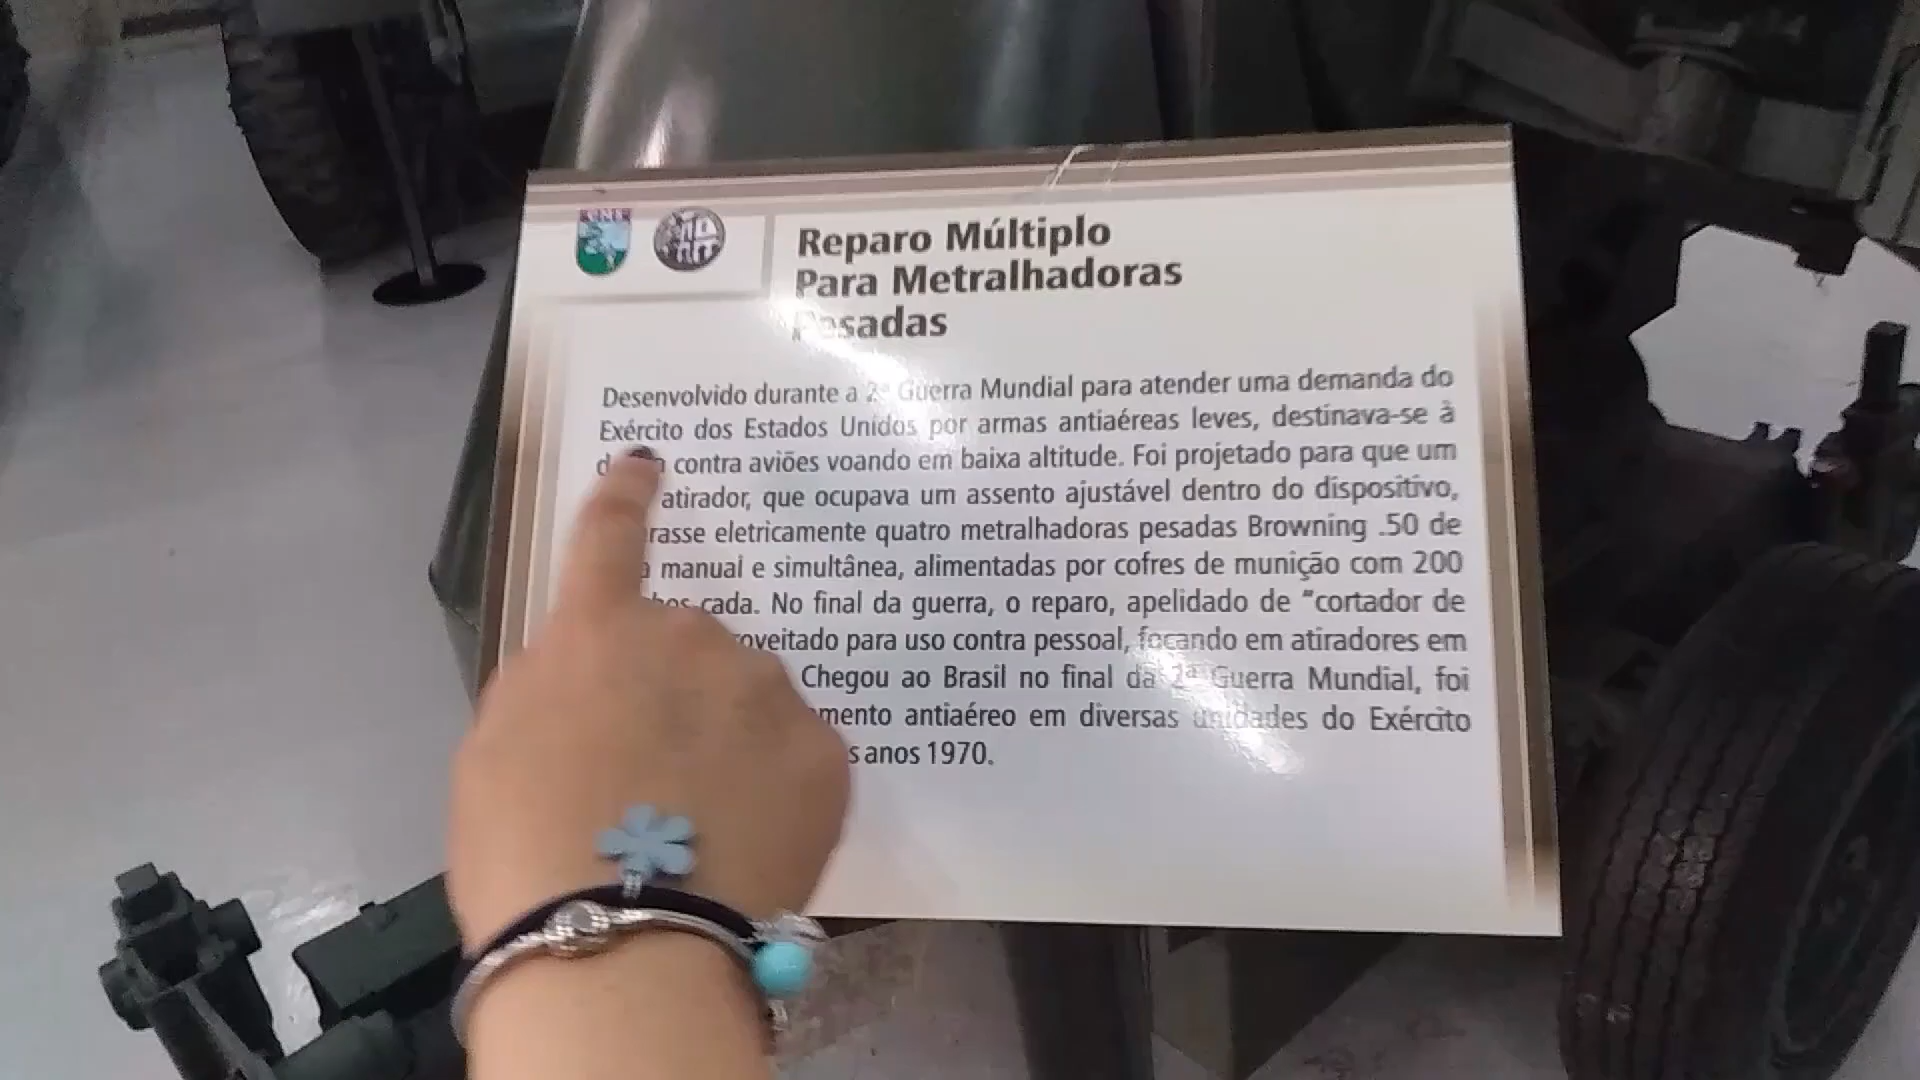 Reparo Múltiplo
Para Metralhadoras
Pesadas
Desenvolvido durante a 2ª Guerra Mundial para atender uma demanda do
Exército dos Estados Unidos por armas antiaéreas leves, destinava-se à
contra aviões voando em baixa altitude. Foi projetado para que um
atirador, que ocupava um assento ajustável dentro do dispositivo,
eletricamente quatro metralhadoras pesadas Browning .50 de
manual e simultânea, alimentadas por cofres de munição com 200
cada. No final da guerra, o reparo, apelidado de “cortador de
para uso contra pessoal, focando em atiradores em
Chegou ao Brasil no final da 2ª Guerra Mundial, foi
antiaéreo em diversas unidades do Exército
anos 1970.